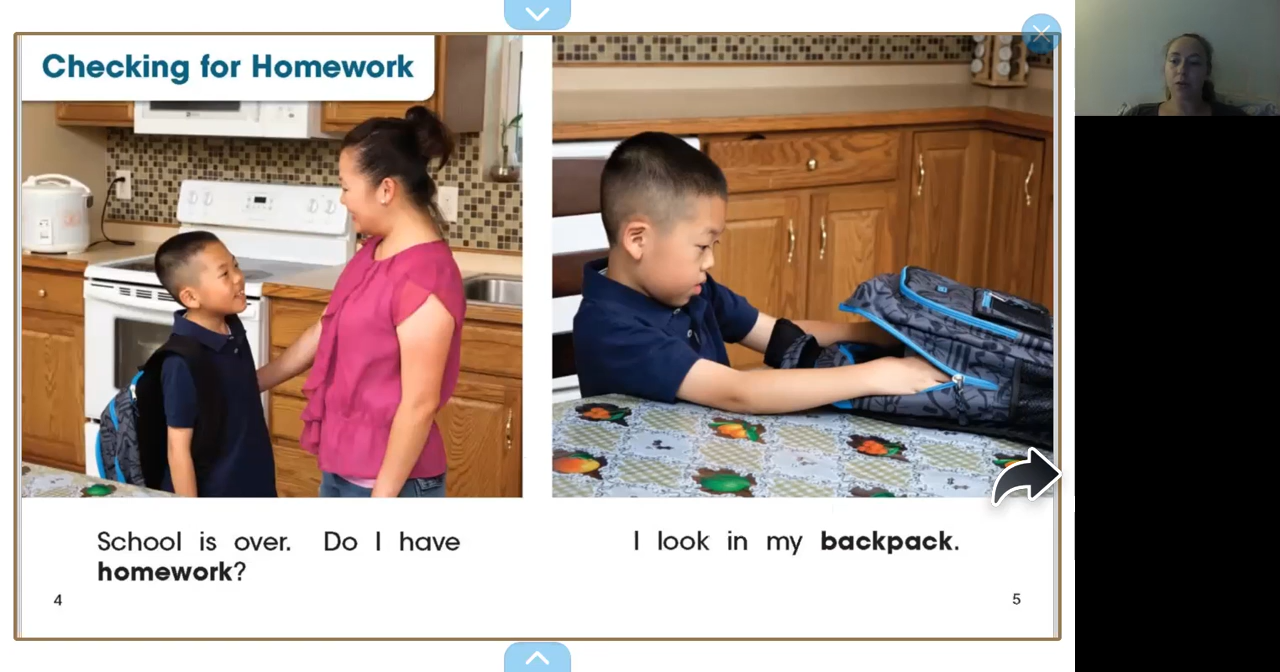 Checking for Homework
School is over. Do I have
homework?
4
I look in my backpack.
5